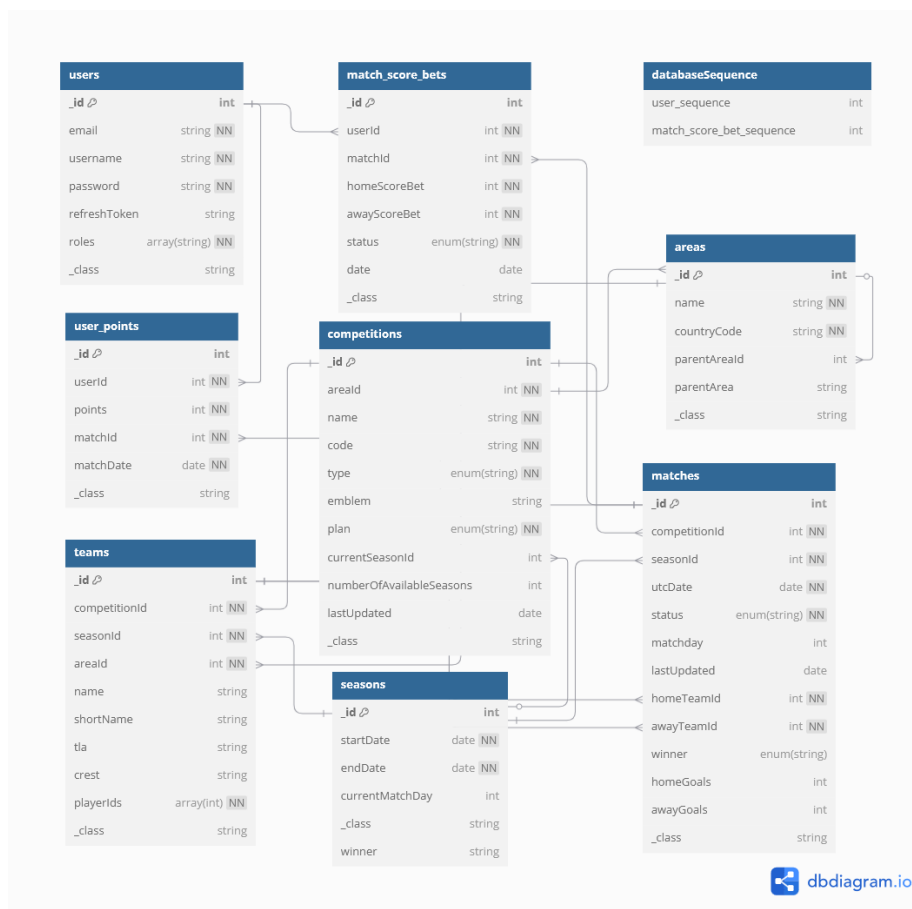 users
_id int
email string NN
username string NN
password string NN
refreshToken string
roles array(string) NN
_class string
match_score_bets
_id int
userId int NN
matchId int NN
homeScoreBet int NN
awayScoreBet int NN
status enum(string) NN
date date
_class string
databaseSequence
user_sequence int
match_score_bet_sequence int
areas
_id int
name string NN
countryCode string NN
parentAreaId int
parentArea string
_class string
user_points
_id int
userId int NN
points int NN
matchId int NN
matchDate date NN
_class string
competitions
_id int
areaId int NN
name string NN
code string NN
type enum(string) NN
emblem string
plan enum(string) NN
currentSeasonId int
numberOfAvailableSeasons int
lastUpdated date
_class string
matches
_id int
competitionId int NN
seasonId int NN
utcDate date NN
status enum(string) NN
matchday int
lastUpdated date
homeTeamId int NN
awayTeamId int NN
winner enum(string)
homeGoals int
awayGoals int
_class string
teams
_id int
competitionId int NN
seasonId int NN
areaId int NN
name string
shortName string
tla string
crest string
playerIds array(int) NN
_class string
seasons
_id int
startDate date NN
endDate date NN
currentMatchDay int
_class string
winner string
dbdiagram.io